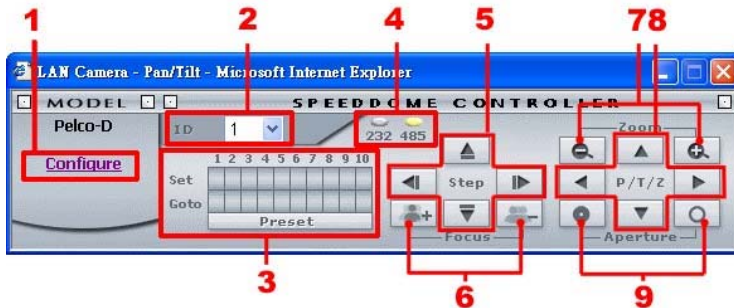 1 2 4 5 78
LAN Camera - Pan/Tilt - Microsoft Internet Explorer
MODEL SPEEDDOME CONTROLLER
Pelco-D ID 1 232 485 Zoom
Configure 1 2 3 4 5 6 7 8 9 10
Set Step P/T/Z
Goto
Preset
Focus Aperture
3 6 9